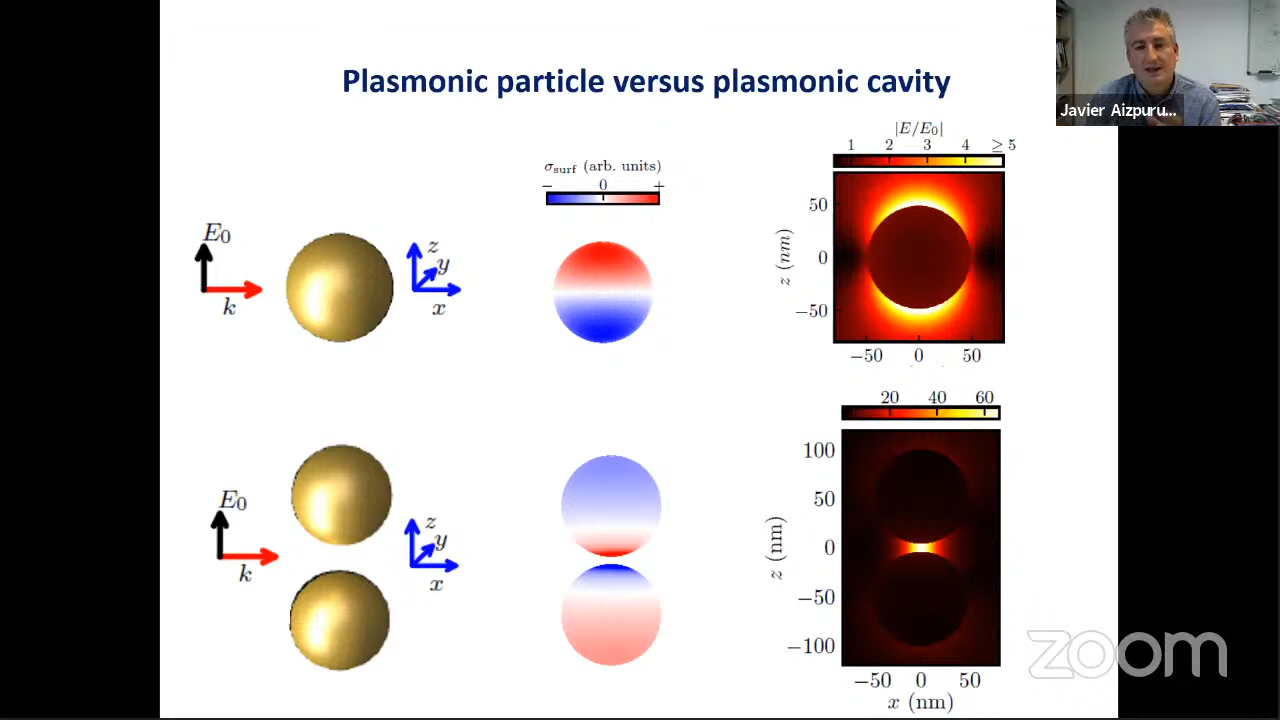 Plasmonic particle versus plasmonic cavity
Javier Aizpuru...
|E/E0|
1 2 3 4 ≥ 5
σsurf (arb. units)
− 0 +
E0
k
z
y
x
z (nm)
50
0
−50
−50 0 50
20 40 60
E0
k
z
y
x
z (nm)
100
50
0
−50
−100
−50 0 50
x (nm)
zoom